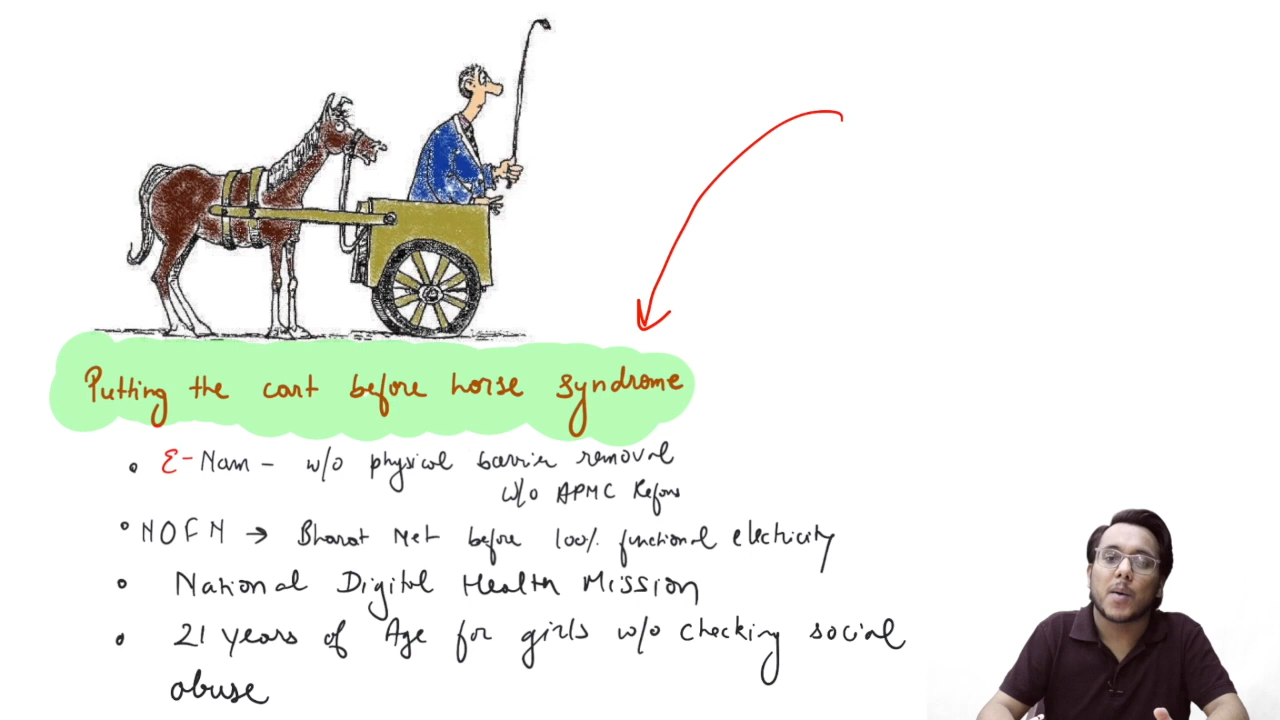 Putting the cart before horse syndrome
• E-Nam - w/o physical barrier removal
w/o APMC Reforms
• NOFN → Bharat Net before 100% functional electricity
• National Digital Health Mission
• 21 years of Age for girls w/o checking social
abuse